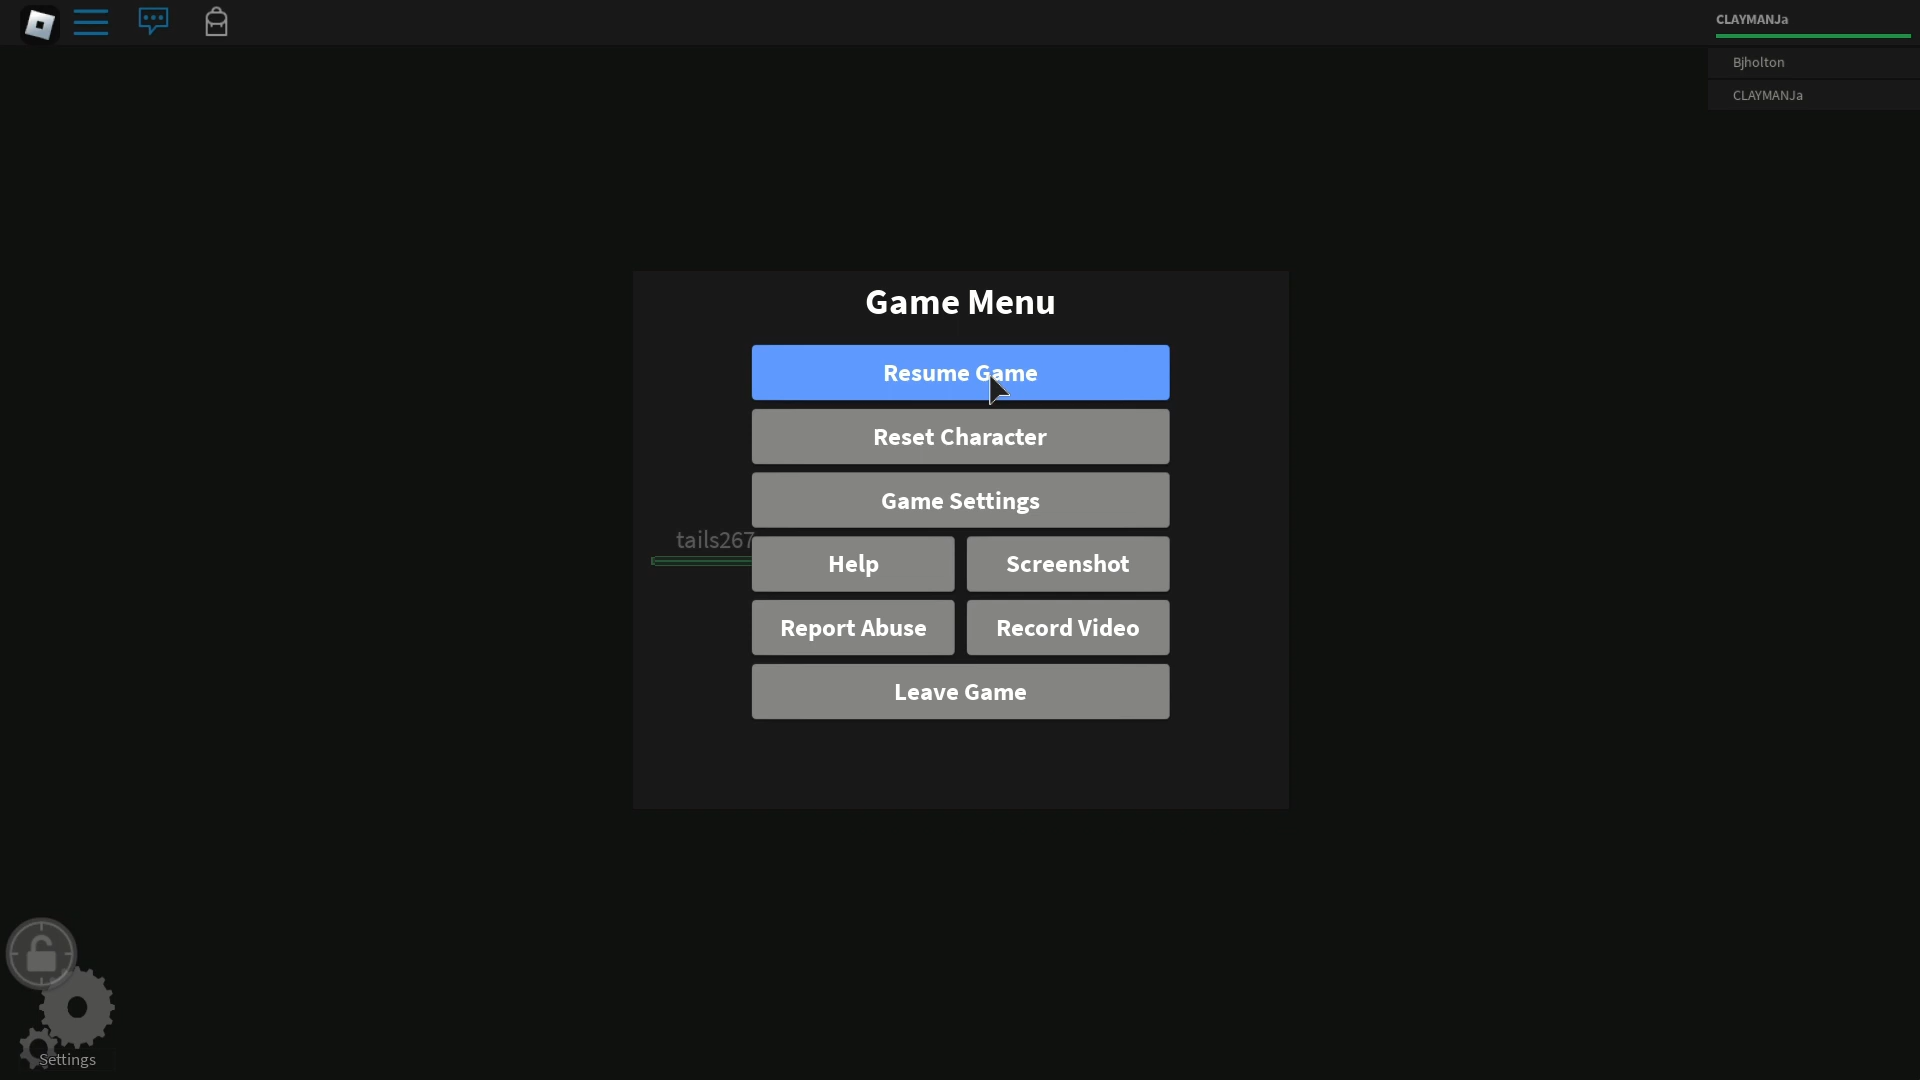 CLAYMANJa
Bjholton
CLAYMANJa
Game Menu
Resume Game
Reset Character
Game Settings
tails267
Help
Screenshot
Report Abuse
Record Video
Leave Game
Settings